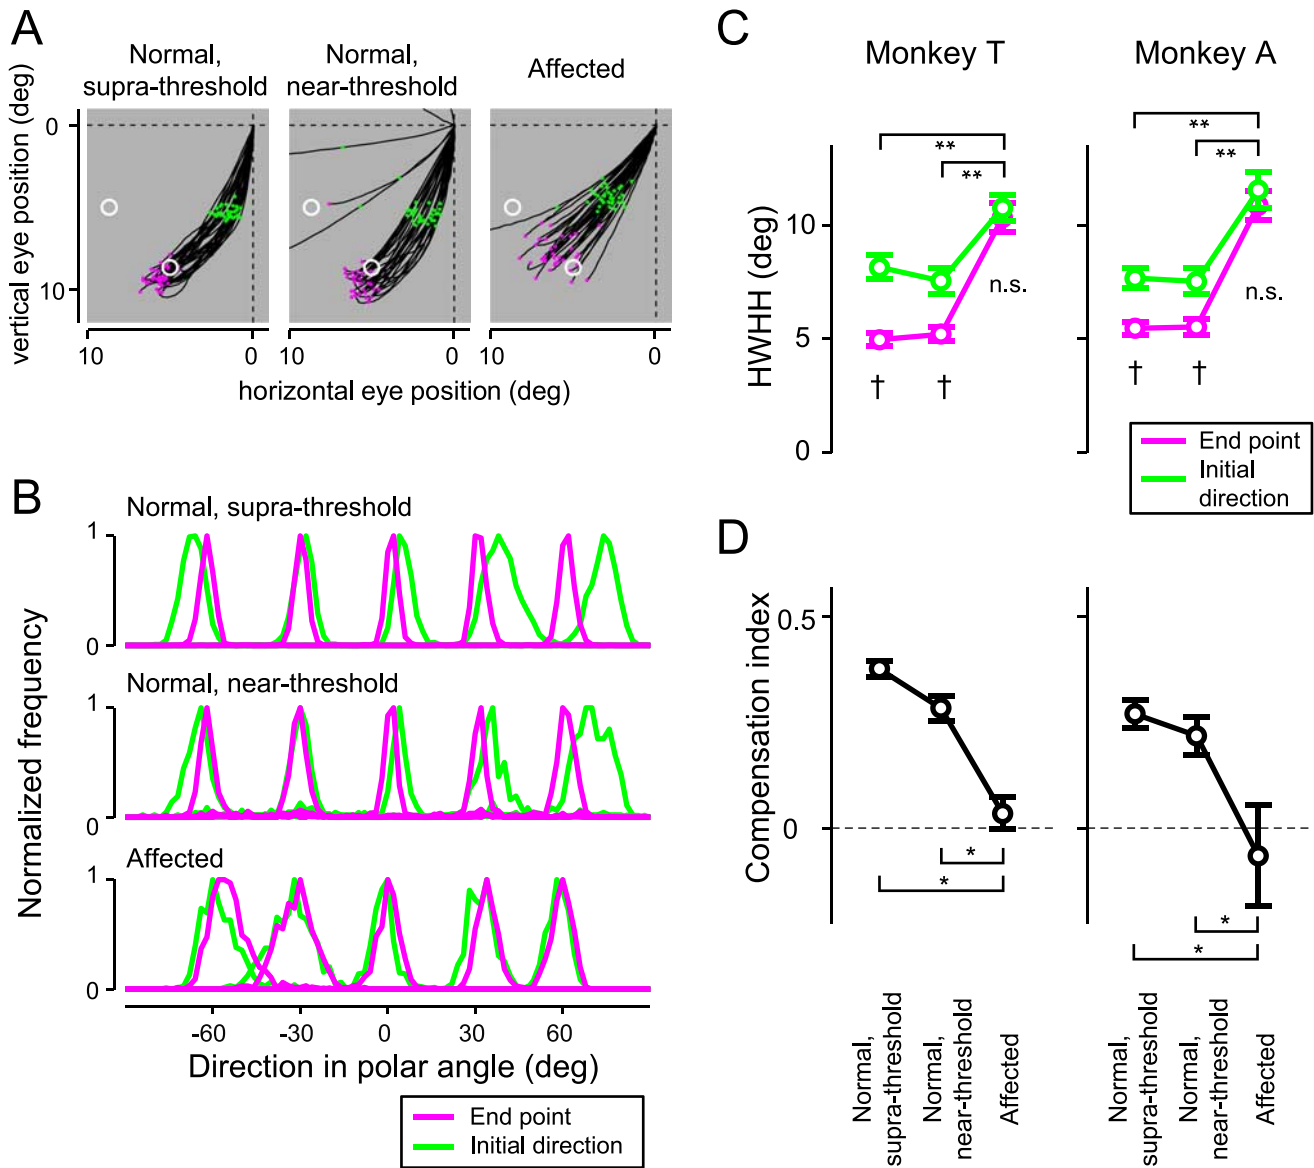 A
Normal,
supra-threshold
Normal,
near-threshold
Affected
vertical eye position (deg)
0
10
10
0
10
0
10
0
horizontal eye position (deg)
B
Normal, supra-threshold
1
0
Normal, near-threshold
1
0
Affected
1
0
Normalized frequency
-60
-30
0
30
60
Direction in polar angle (deg)
End point
Initial direction
C
Monkey T
Monkey A
HWHH (deg)
10
5
0
**
**
n.s.
†
†
**
**
n.s.
†
†
End point
Initial
direction
D
Compensation index
0.5
0
*
*
*
*
Normal,
supra-threshold
Normal,
near-threshold
Affected
Normal,
supra-threshold
Normal,
near-threshold
Affected